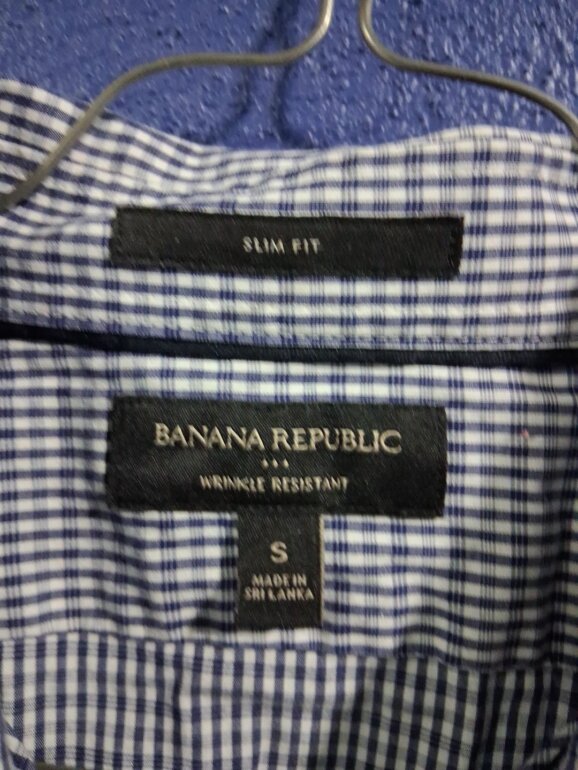 SLIM FIT
BANANA REPUBLIC
WRINKLE RESISTANT
S
MADE IN
SRI LANKA